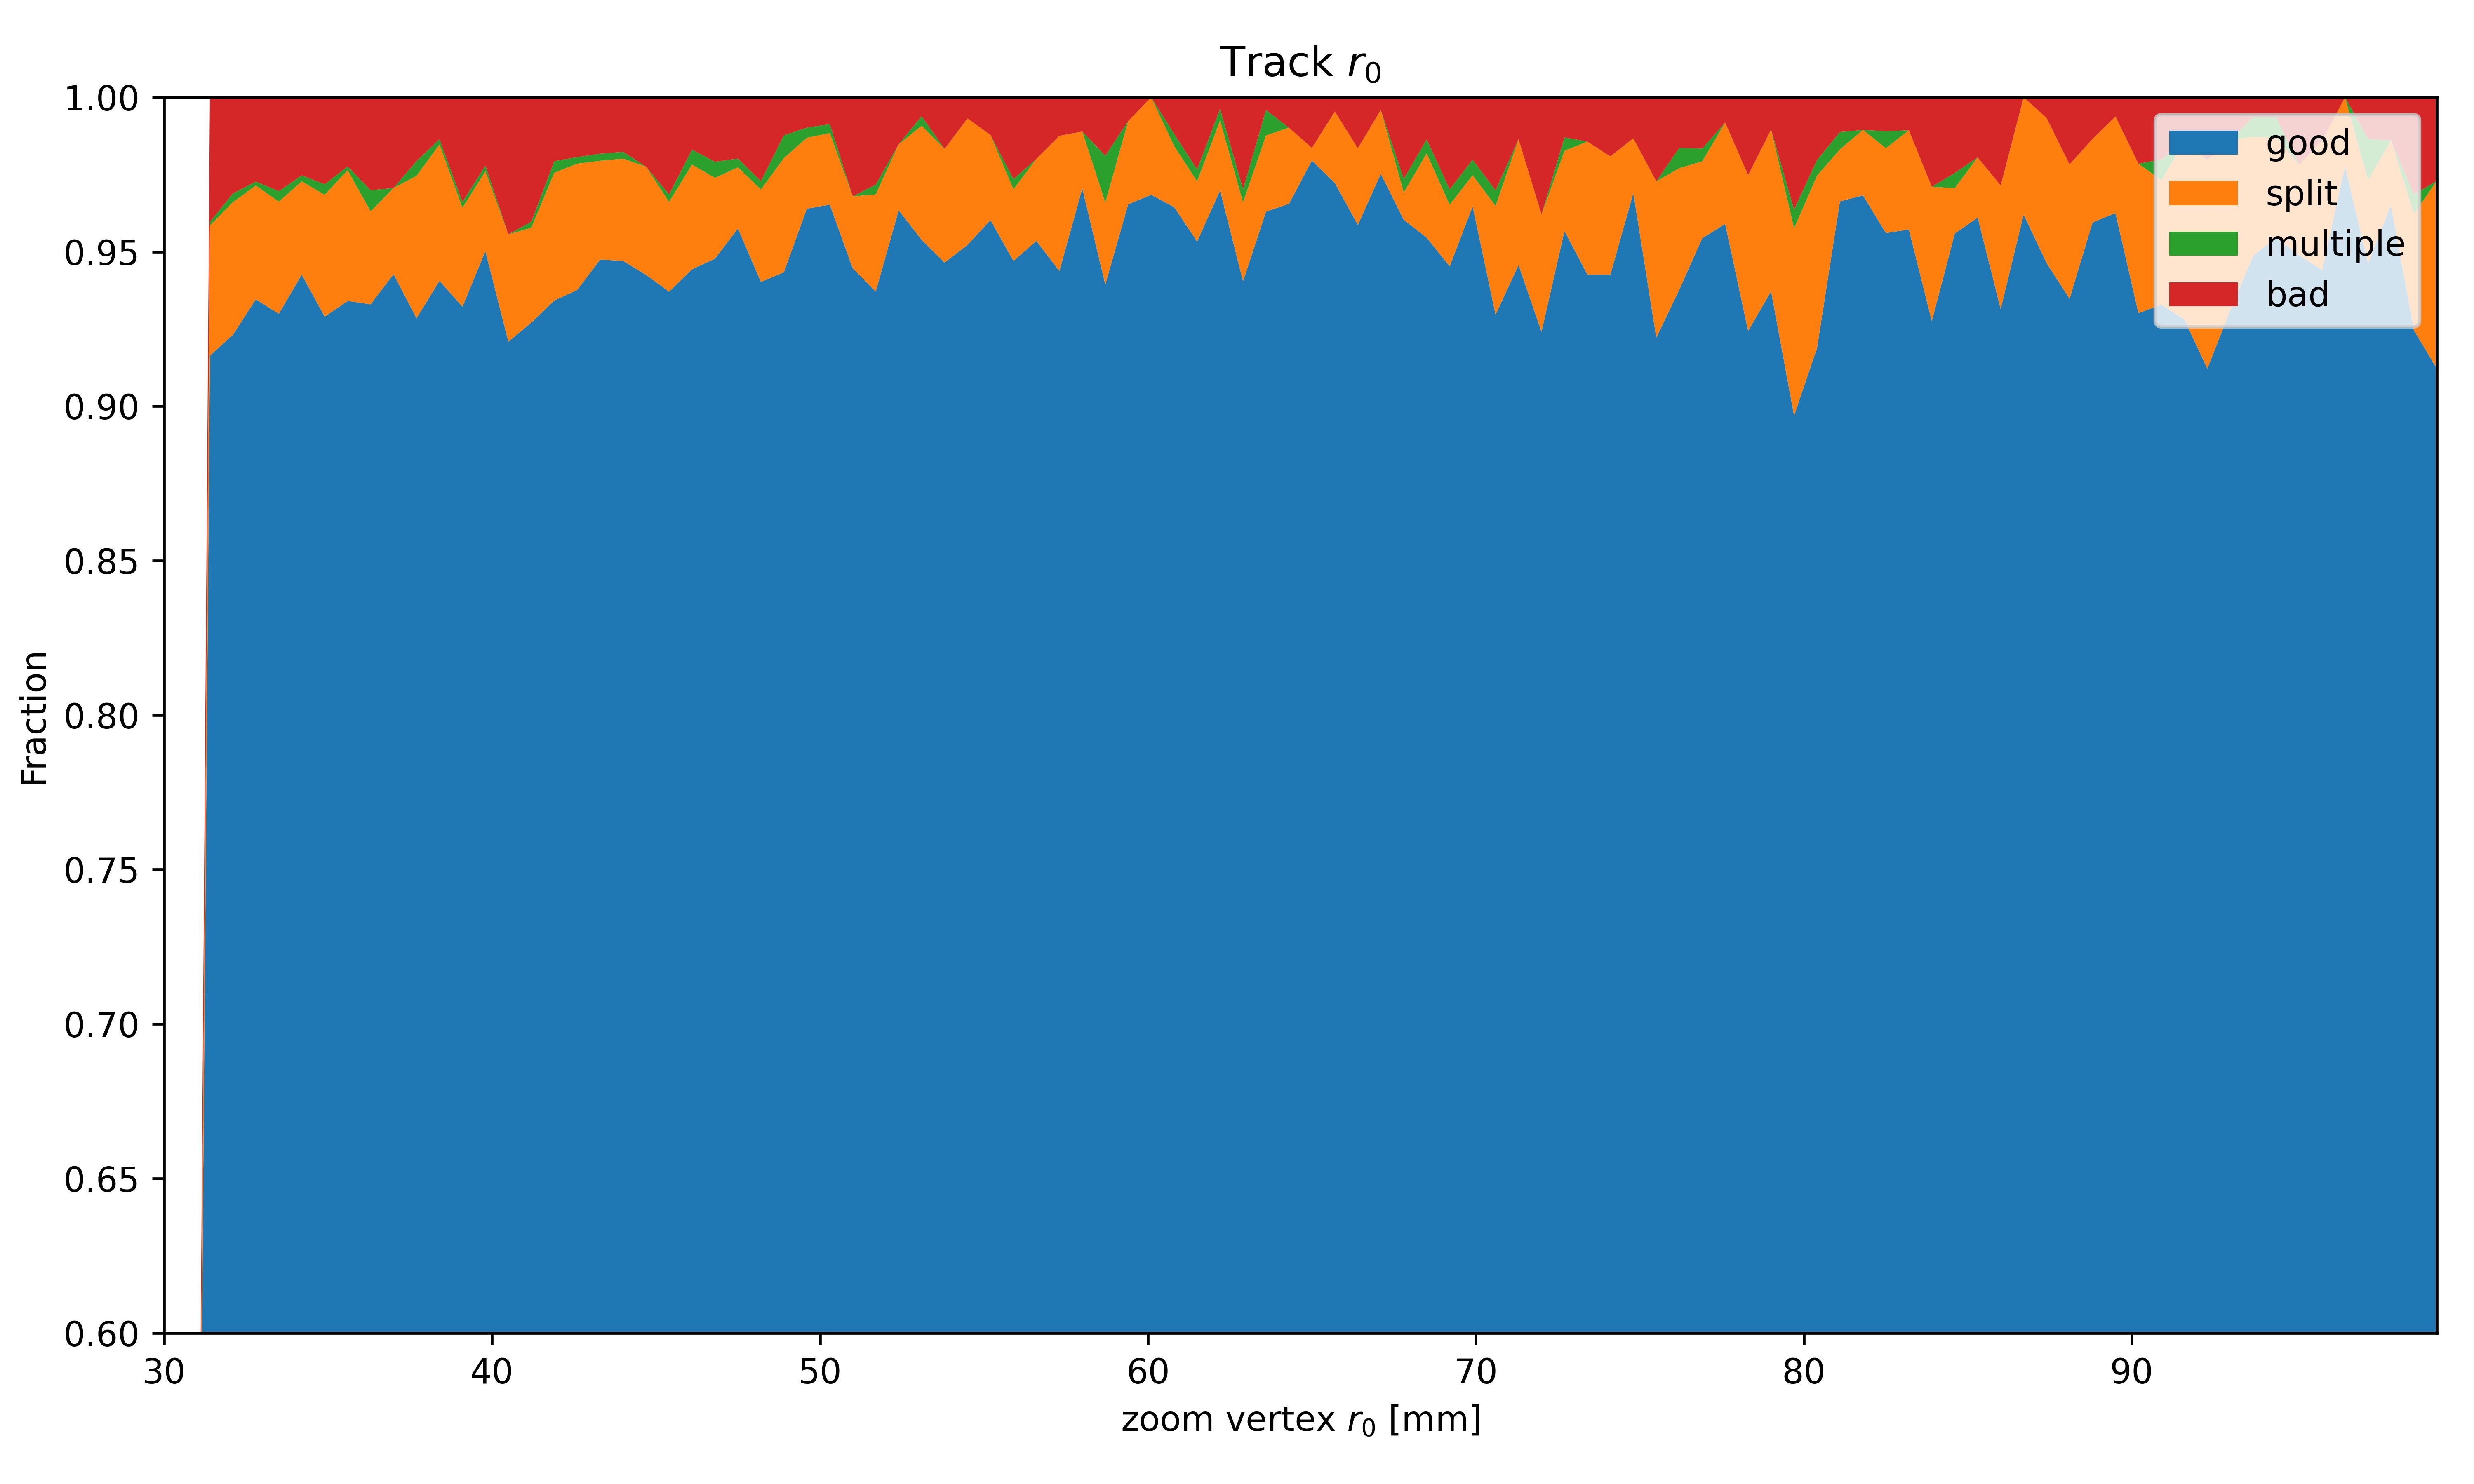 Track r₀
1.00
0.95
0.90
0.85
0.80
0.75
0.70
0.65
0.60
Fraction
good
split
multiple
bad
30 40 50 60 70 80 90
zoom vertex r₀ [mm]